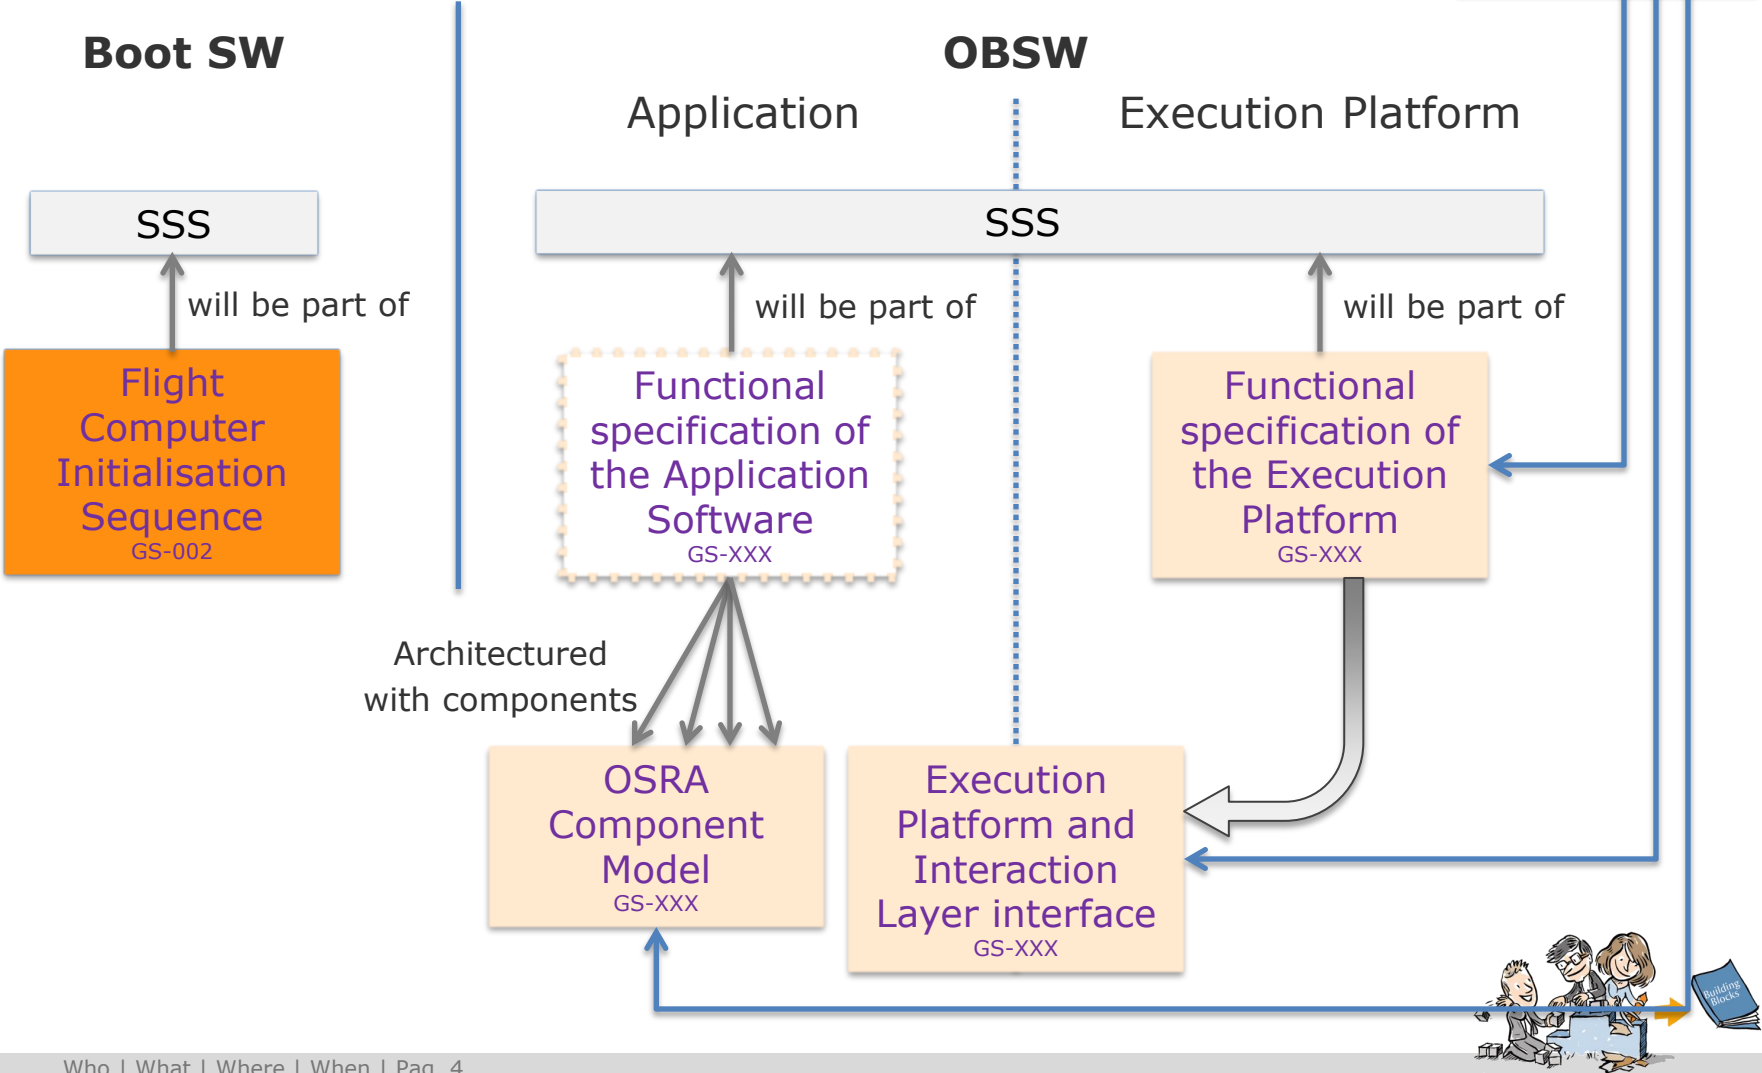 Boot SW
OBSW
Application
Execution Platform
SSS
SSS
will be part of
will be part of
will be part of
Flight
Computer
Initialisation
Sequence
GS-002
Functional
specification of
the Application
Software
GS-XXX
Functional
specification of
the Execution
Platform
GS-XXX
Architectured
with components
OSRA
Component
Model
GS-XXX
Execution
Platform and
Interaction
Layer interface
GS-XXX
Building
Blocks
Who | What | Where | When | Pag. 4